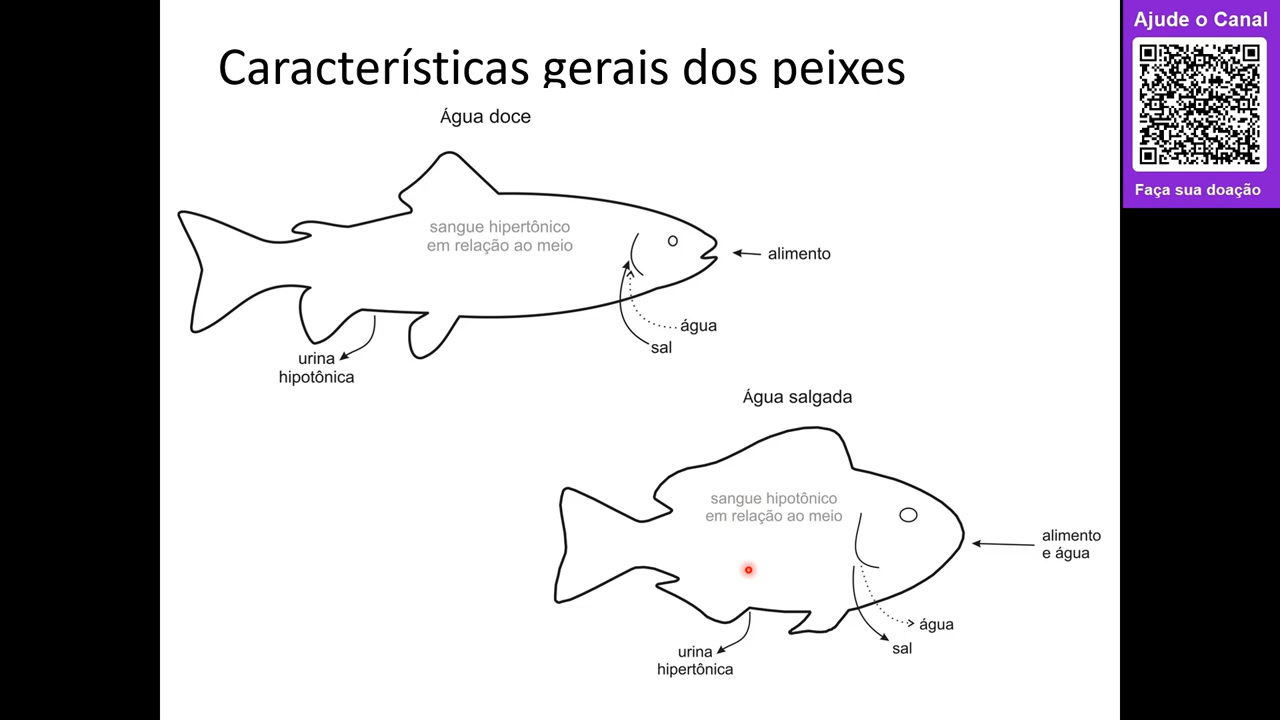 Características gerais dos peixes
Água doce
sangue hipertônico
em relação ao meio
alimento
água
sal
urina
hipotônica
Água salgada
sangue hipotônico
em relação ao meio
alimento
e água
água
sal
urina
hipertônica
Ajude o Canal
Faça sua doação